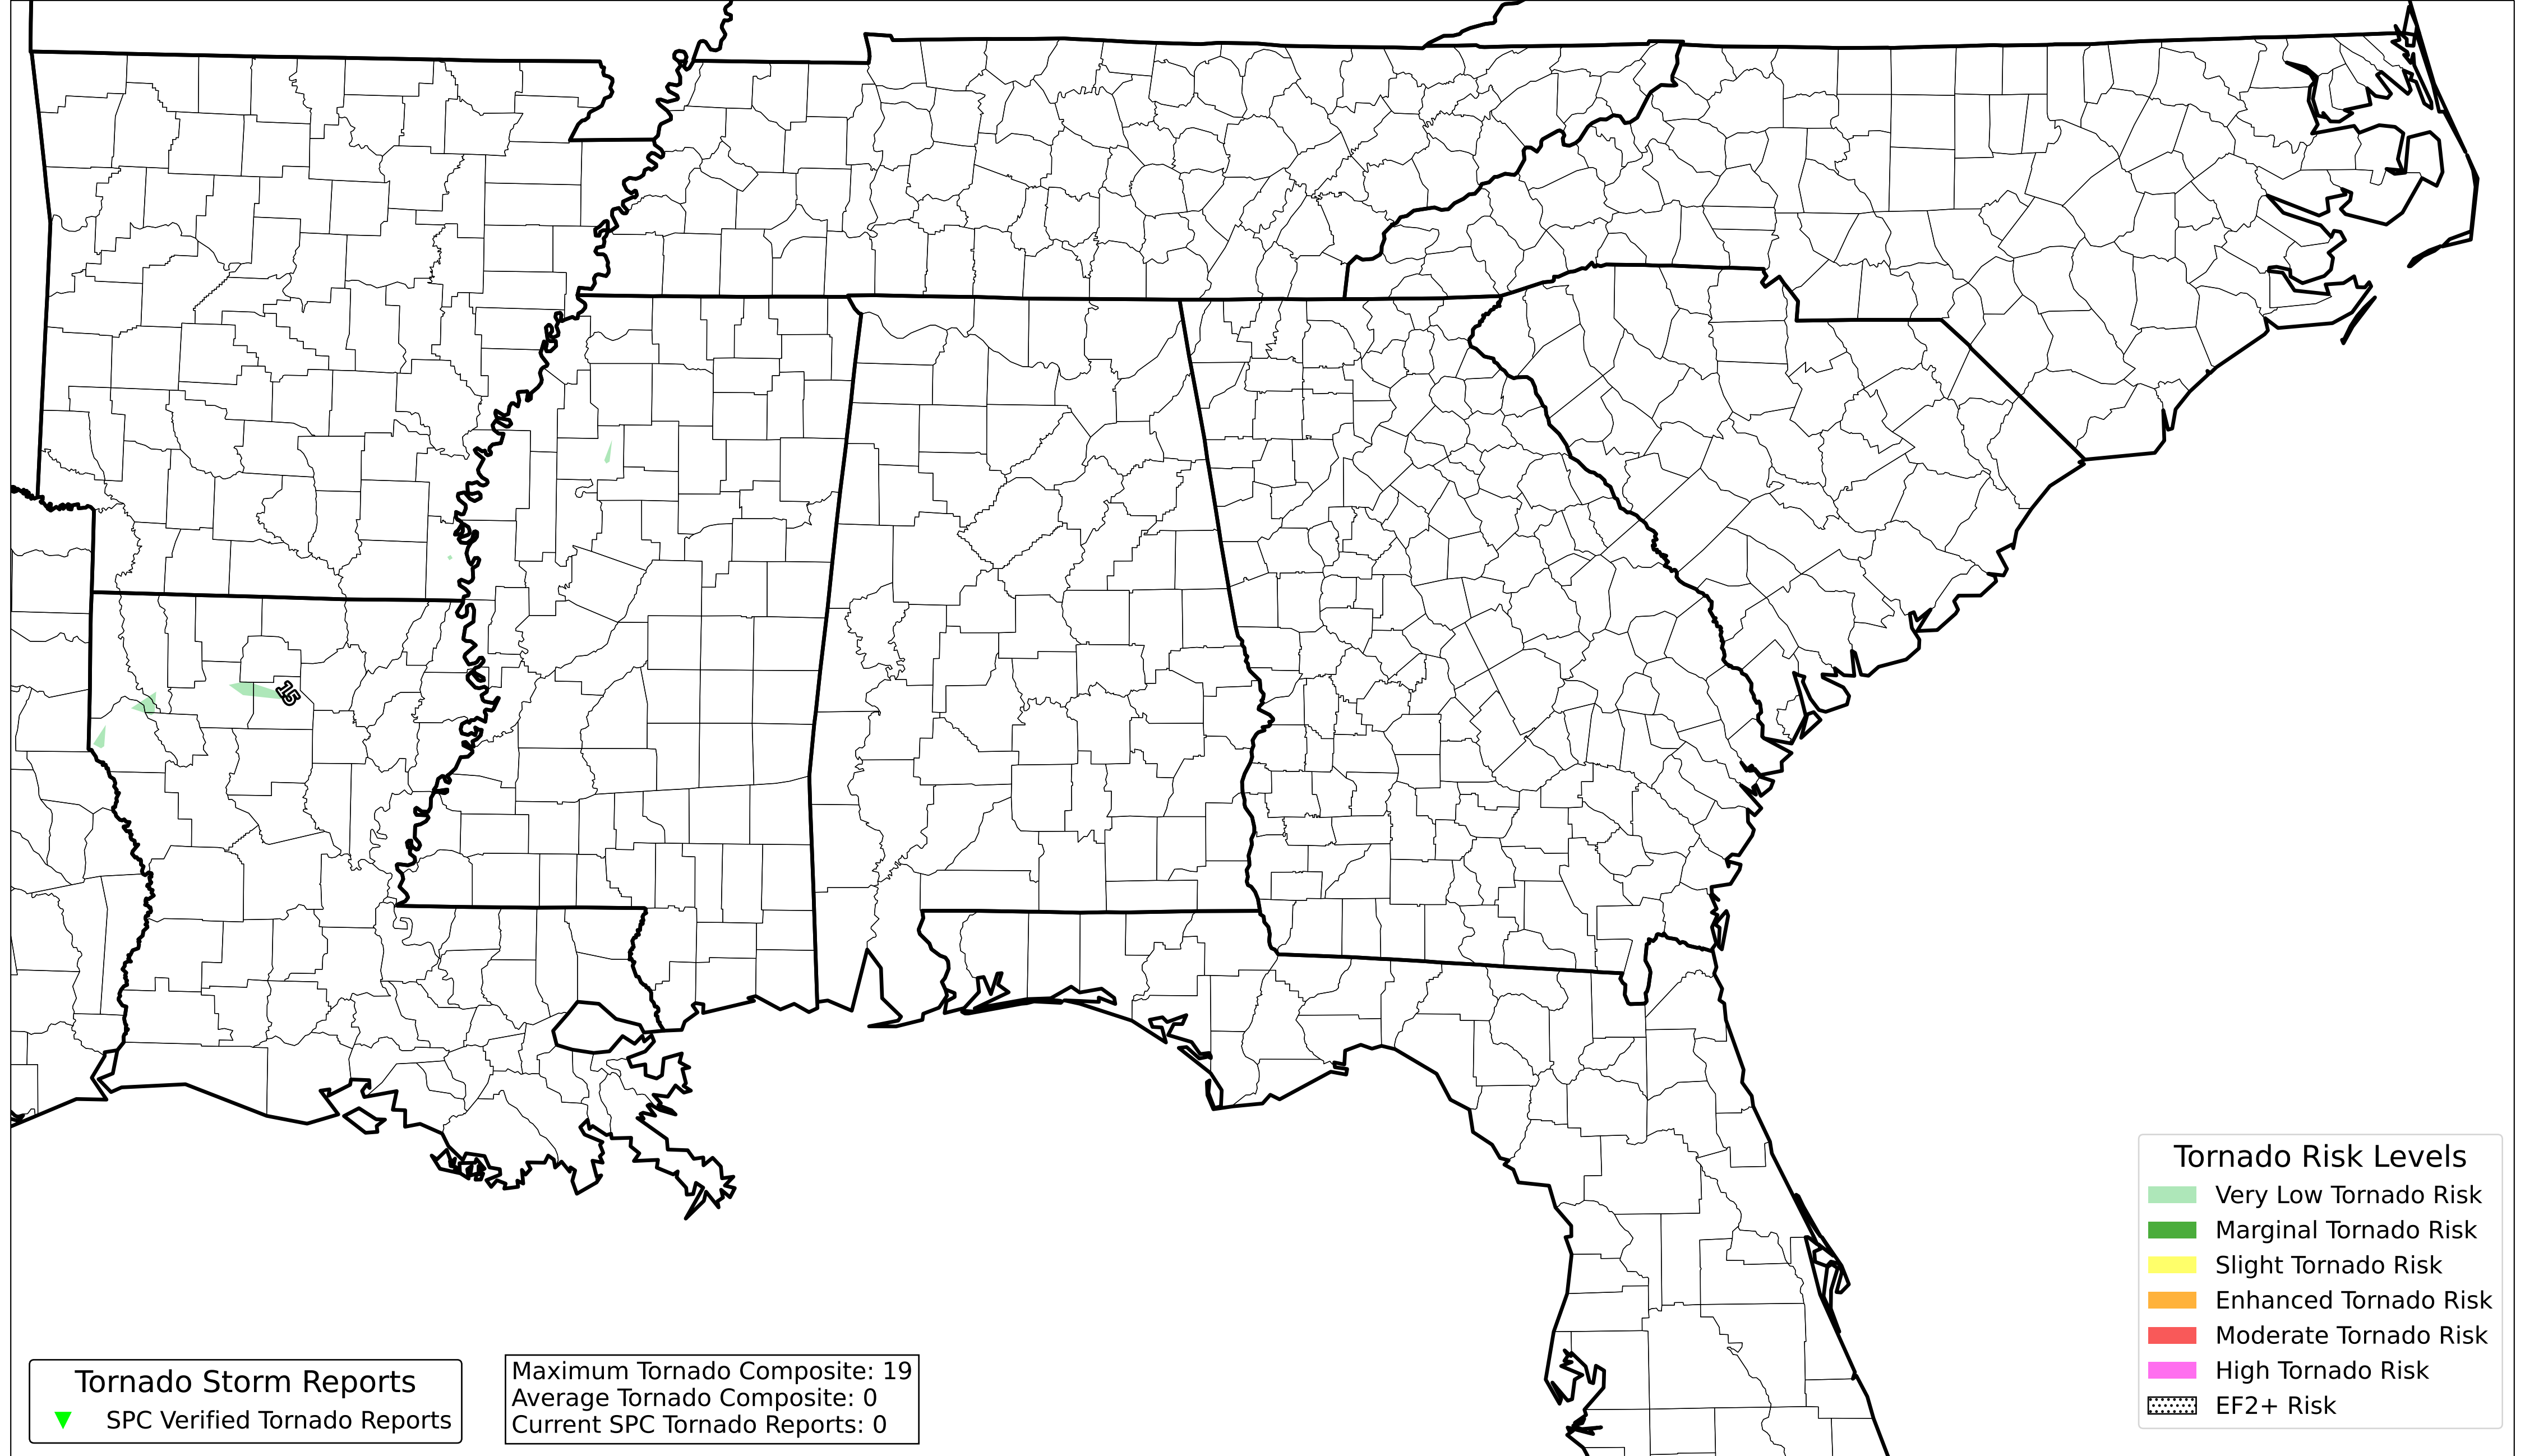 15
Tornado Storm Reports
SPC Verified Tornado Reports
Maximum Tornado Composite: 19
Average Tornado Composite: 0
Current SPC Tornado Reports: 0
Tornado Risk Levels
Very Low Tornado Risk
Marginal Tornado Risk
Slight Tornado Risk
Enhanced Tornado Risk
Moderate Tornado Risk
High Tornado Risk
EF2+ Risk